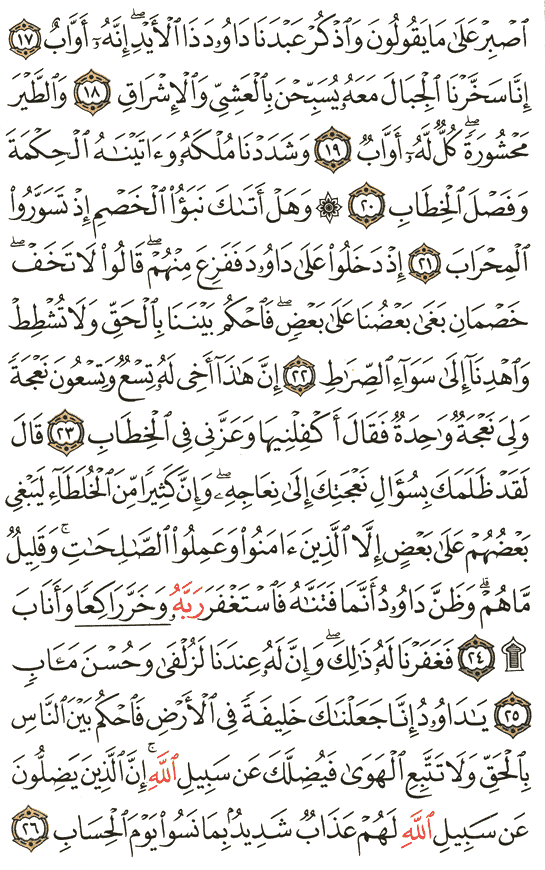 ٱصۡبِرۡ عَلَىٰ مَا يَقُولُونَ وَٱذۡكُرۡ عَبۡدَنَا دَاوُۥدَ ذَا ٱلۡأَيۡدِۖ إِنَّهُۥٓ أَوَّابٌ ١٧
إِنَّا سَخَّرۡنَا ٱلۡجِبَالَ مَعَهُۥ يُسَبِّحۡنَ بِٱلۡعَشِيِّ وَٱلۡإِشۡرَاقِ ١٨ وَٱلطَّيۡرَ
مَحۡشُورَةٗۖ كُلّٞ لَّهُۥٓ أَوَّابٞ ١٩ وَشَدَدۡنَا مُلۡكَهُۥ وَءَاتَيۡنَٰهُ ٱلۡحِكۡمَةَ
وَفَصۡلَ ٱلۡخِطَابِ ٢٠ ۞ وَهَلۡ أَتَىٰكَ نَبَؤُاْ ٱلۡخَصۡمِ إِذۡ تَسَوَّرُواْ
ٱلۡمِحۡرَابَ ٢١ إِذۡ دَخَلُواْ عَلَىٰ دَاوُۥدَ فَفَزِعَ مِنۡهُمۡۖ قَالُواْ لَا تَخَفۡۖ
خَصۡمَانِ بَغَىٰ بَعۡضُنَا عَلَىٰ بَعۡضٖ فَٱحۡكُم بَيۡنَنَا بِٱلۡحَقِّ وَلَا تُشۡطِطۡ
وَٱهۡدِنَآ إِلَىٰ سَوَآءِ ٱلصِّرَٰطِ ٢٢ إِنَّ هَٰذَآ أَخِي لَهُۥ تِسۡعٞ وَتِسۡعُونَ نَعۡجَةٗ
وَلِيَ نَعۡجَةٞ وَٰحِدَةٞ فَقَالَ أَكۡفِلۡنِيهَا وَعَزَّنِي فِي ٱلۡخِطَابِ ٢٣ قَالَ
لَقَدۡ ظَلَمَكَ بِسُؤَالِ نَعۡجَتِكَ إِلَىٰ نِعَاجِهِۦۖ وَإِنَّ كَثِيرٗا مِّنَ ٱلۡخُلَطَآءِ لَيَبۡغِي
بَعۡضُهُمۡ عَلَىٰ بَعۡضٍ إِلَّا ٱلَّذِينَ ءَامَنُواْ وَعَمِلُواْ ٱلصَّٰلِحَٰتِ وَقَلِيلٞ
مَّا هُمۡۗ وَظَنَّ دَاوُۥدُ أَنَّمَا فَتَنَّٰهُ فَٱسۡتَغۡفَرَ رَبَّهُۥ وَخَرَّۤ رَاكِعٗاۤ وَأَنَابَ
۩ ٢٤ فَغَفَرۡنَا لَهُۥ ذَٰلِكَۖ وَإِنَّ لَهُۥ عِندَنَا لَزُلۡفَىٰ وَحُسۡنَ مَـَٔابٖ
٢٥ يَٰدَاوُۥدُ إِنَّا جَعَلۡنَٰكَ خَلِيفَةٗ فِي ٱلۡأَرۡضِ فَٱحۡكُم بَيۡنَ ٱلنَّاسِ
بِٱلۡحَقِّ وَلَا تَتَّبِعِ ٱلۡهَوَىٰ فَيُضِلَّكَ عَن سَبِيلِ ٱللَّهِۚ إِنَّ ٱلَّذِينَ يَضِلُّونَ
عَن سَبِيلِ ٱللَّهِ لَهُمۡ عَذَابٞ شَدِيدُۢ بِمَا نَسُواْ يَوۡمَ ٱلۡحِسَابِ ٢٦